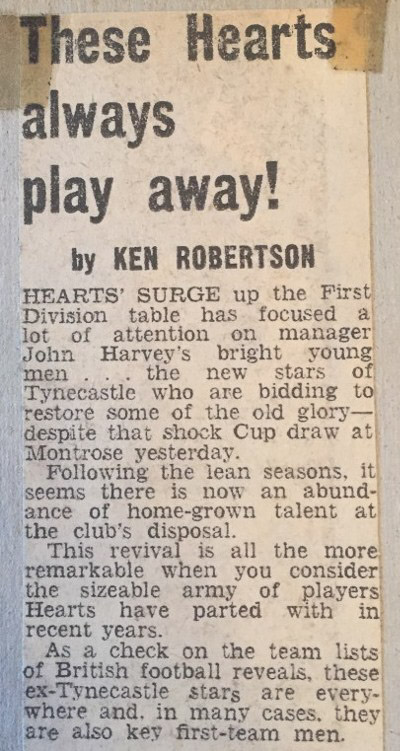 These Hearts
always
play away!
by KEN ROBERTSON
HEARTS' SURGE up the First
Division table has focused a
lot of attention on manager
John Harvey's bright young
men . . . the new stars of
Tynecastle who are bidding to
restore some of the old glory—
despite that shock Cup draw at
Montrose yesterday.
Following the lean seasons, it
seems there is now an abund-
ance of home-grown talent at
the club's disposal.
This revival is all the more
remarkable when you consider
the sizeable army of players
Hearts have parted with in
recent years.
As a check on the team lists
of British football reveals, these
ex-Tynecastle stars are every-
where and, in many cases, they
are also key first-team men.